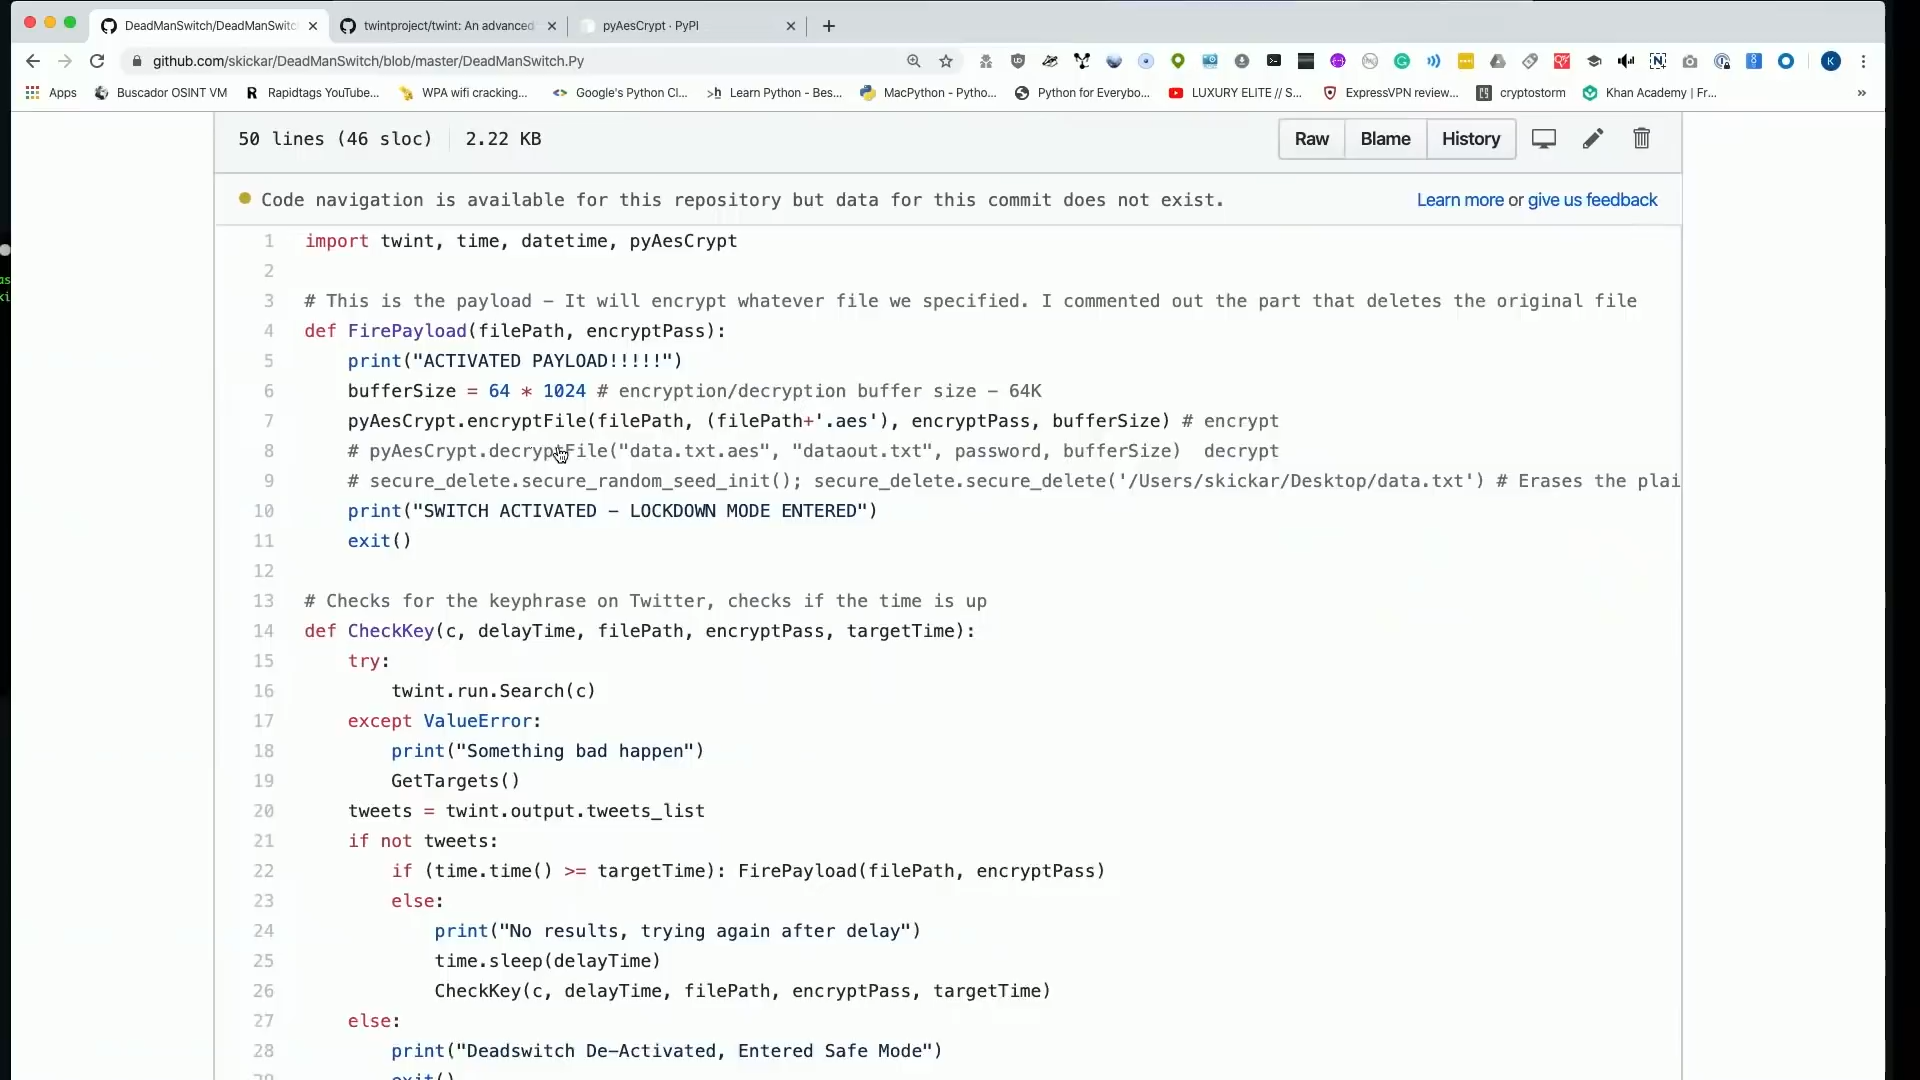 DeadManSwitch/DeadManSwitc
twintproject/twint: An advanced
pyAesCrypt · PyPI
github.com/skickar/DeadManSwitch/blob/master/DeadManSwitch.Py
K
Apps
Buscador OSINT VM
Rapidtags YouTube...
WPA wifi cracking...
Google's Python Cl...
Learn Python - Bes...
MacPython - Pytho...
Python for Everybo...
LUXURY ELITE // S...
ExpressVPN review...
cryptostorm
Khan Academy | Fr...
»
50 lines (46 sloc)
2.22 KB
Raw
Blame
History
Code navigation is available for this repository but data for this commit does not exist.
Learn more or give us feedback
1 import twint, time, datetime, pyAesCrypt
2
3 # This is the payload – It will encrypt whatever file we specified. I commented out the part that deletes the original file
4 def FirePayload(filePath, encryptPass):
5 print("ACTIVATED PAYLOAD!!!!!")
6 bufferSize = 64 * 1024 # encryption/decryption buffer size – 64K
7 pyAesCrypt.encryptFile(filePath, (filePath+'.aes'), encryptPass, bufferSize) # encrypt
8 # pyAesCrypt.decryptFile("data.txt.aes", "dataout.txt", password, bufferSize)  decrypt
9 # secure_delete.secure_random_seed_init(); secure_delete.secure_delete('/Users/skickar/Desktop/data.txt') # Erases the plai
10 print("SWITCH ACTIVATED – LOCKDOWN MODE ENTERED")
11 exit()
12
13 # Checks for the keyphrase on Twitter, checks if the time is up
14 def CheckKey(c, delayTime, filePath, encryptPass, targetTime):
15 try:
16 twint.run.Search(c)
17 except ValueError:
18 print("Something bad happen")
19 GetTargets()
20 tweets = twint.output.tweets_list
21 if not tweets:
22 if (time.time() >= targetTime): FirePayload(filePath, encryptPass)
23 else:
24 print("No results, trying again after delay")
25 time.sleep(delayTime)
26 CheckKey(c, delayTime, filePath, encryptPass, targetTime)
27 else:
28 print("Deadswitch De–Activated, Entered Safe Mode")
exit()